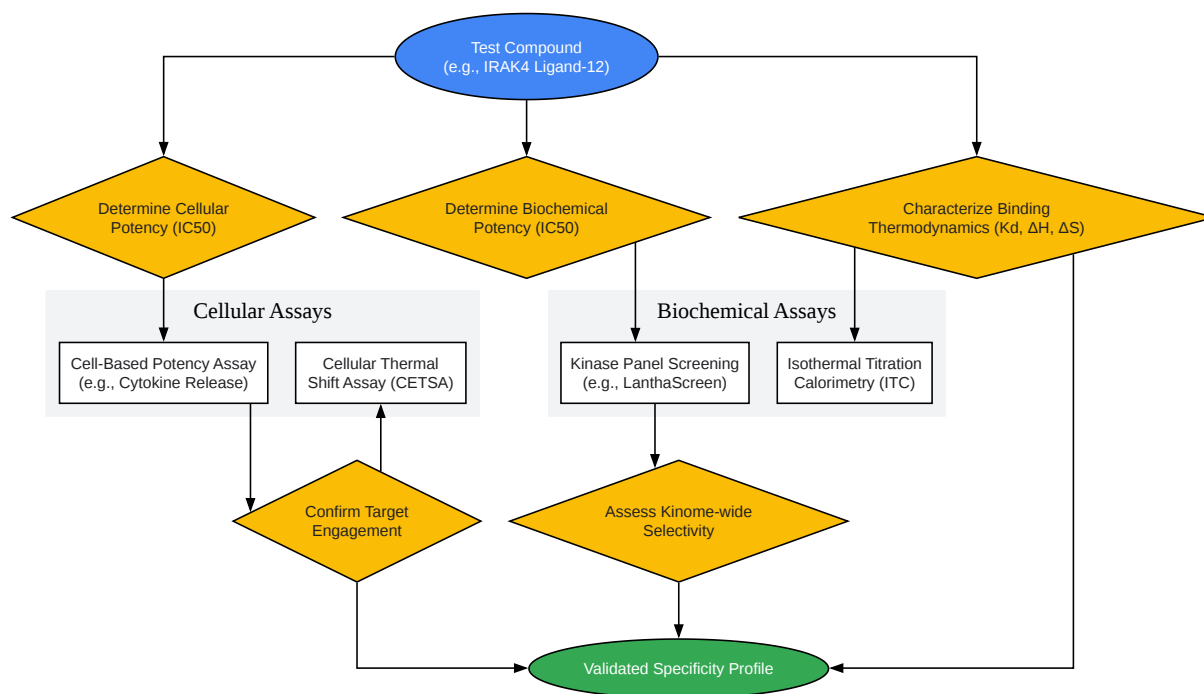 Test Compound
(e.g., IRAK4 Ligand-12)
Determine Cellular
Potency (IC50)
Determine Biochemical
Potency (IC50)
Characterize Binding
Thermodynamics (Kd, ΔH, ΔS)
Cellular Assays
Biochemical Assays
Cell-Based Potency Assay
(e.g., Cytokine Release)
Cellular Thermal
Shift Assay (CETSA)
Kinase Panel Screening
(e.g., LanthaScreen)
Isothermal Titration
Calorimetry (ITC)
Confirm Target
Engagement
Assess Kinome-wide
Selectivity
Validated Specificity Profile